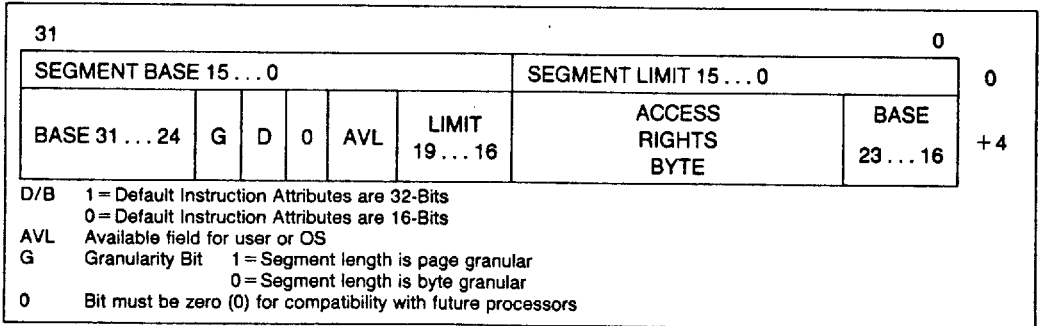 31 0
SEGMENT BASE 15 . . . 0 SEGMENT LIMIT 15 . . . 0 0
BASE 31 . . . 24 G D 0 AVL LIMIT 19 . . . 16 ACCESS RIGHTS BYTE BASE 23 . . . 16 +4
D/B 1 = Default Instruction Attributes are 32-Bits
0 = Default Instruction Attributes are 16-Bits
AVL Available field for user or OS
G Granularity Bit 1 = Segment length is page granular
0 = Segment length is byte granular
0 Bit must be zero (0) for compatibility with future processors